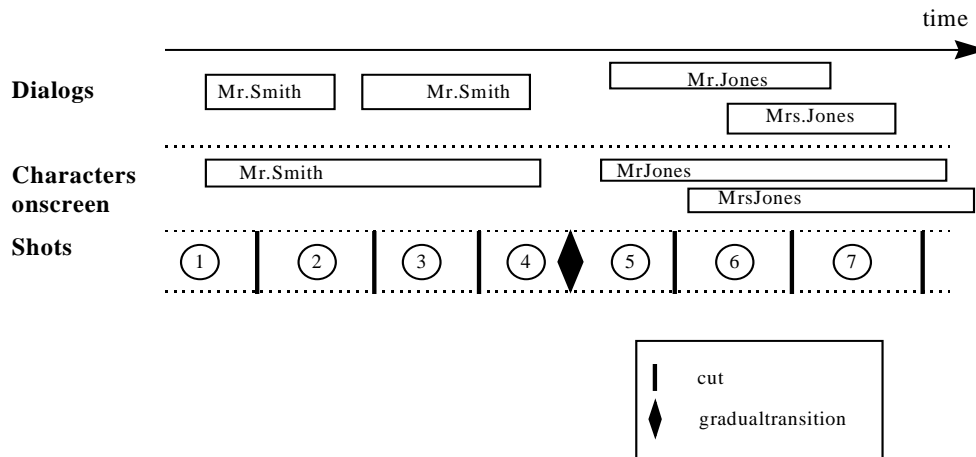 time
Dialogs
Mr.Smith
Mr.Smith
Mr.Jones
Mrs.Jones
Characters
onscreen
Mr.Smith
MrJones
MrsJones
Shots
1
2
3
4
5
6
7
cut
gradualtransition